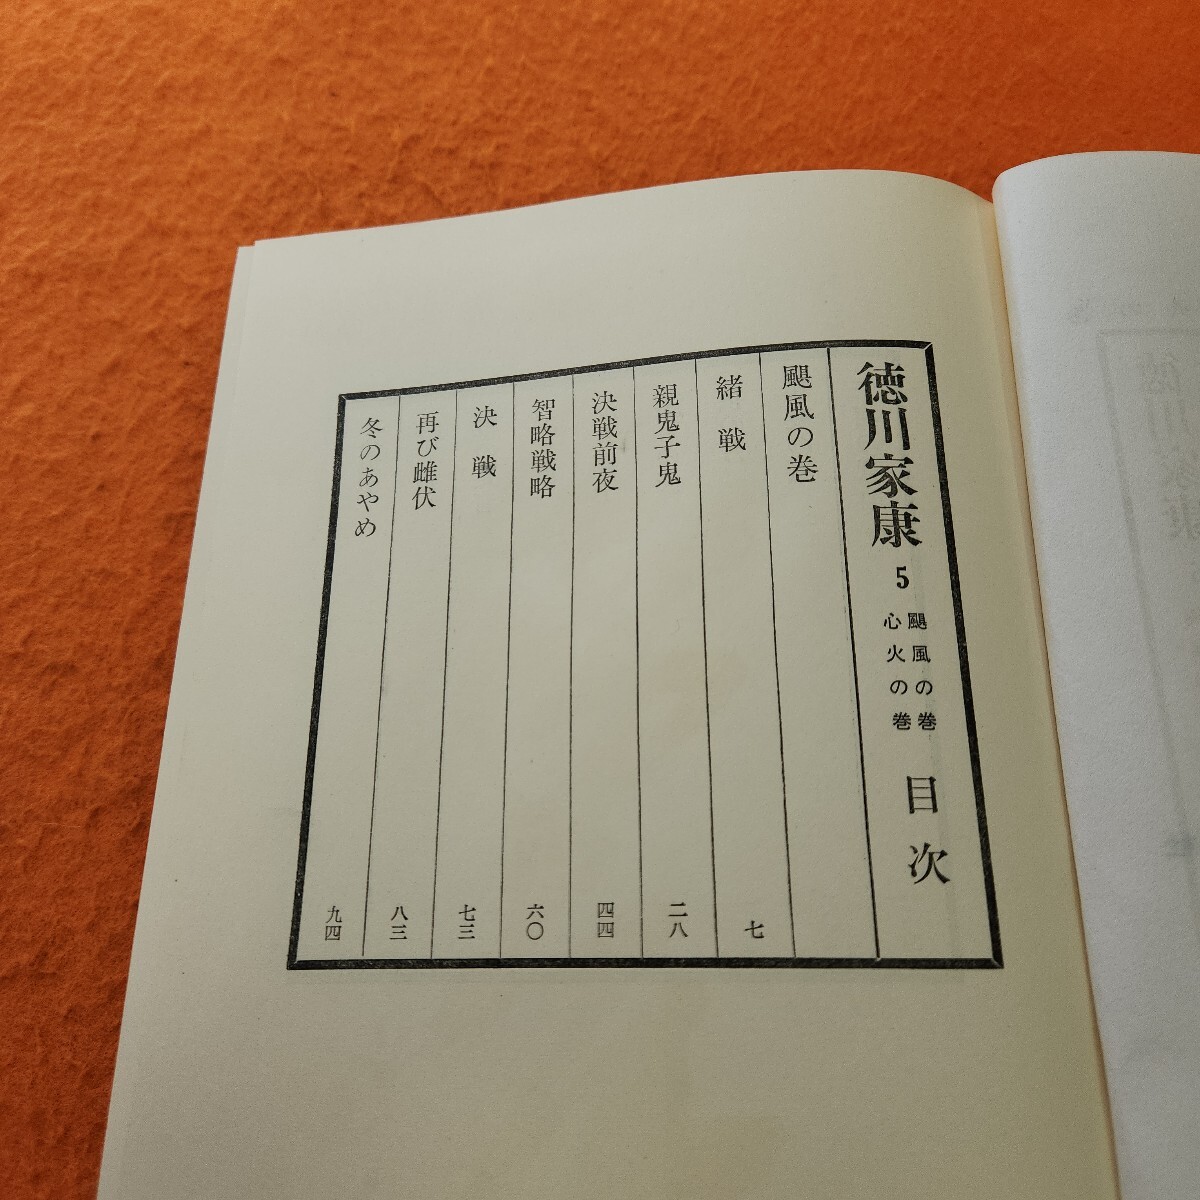 徳川家康 5 颶風の巻 心火の巻 目次
颶風の巻
緒戦 七
親鬼子鬼 二八
決戦前夜 四四
智略戦略 六〇
決戦 七三
再び雌伏 八三
冬のあやめ 九四